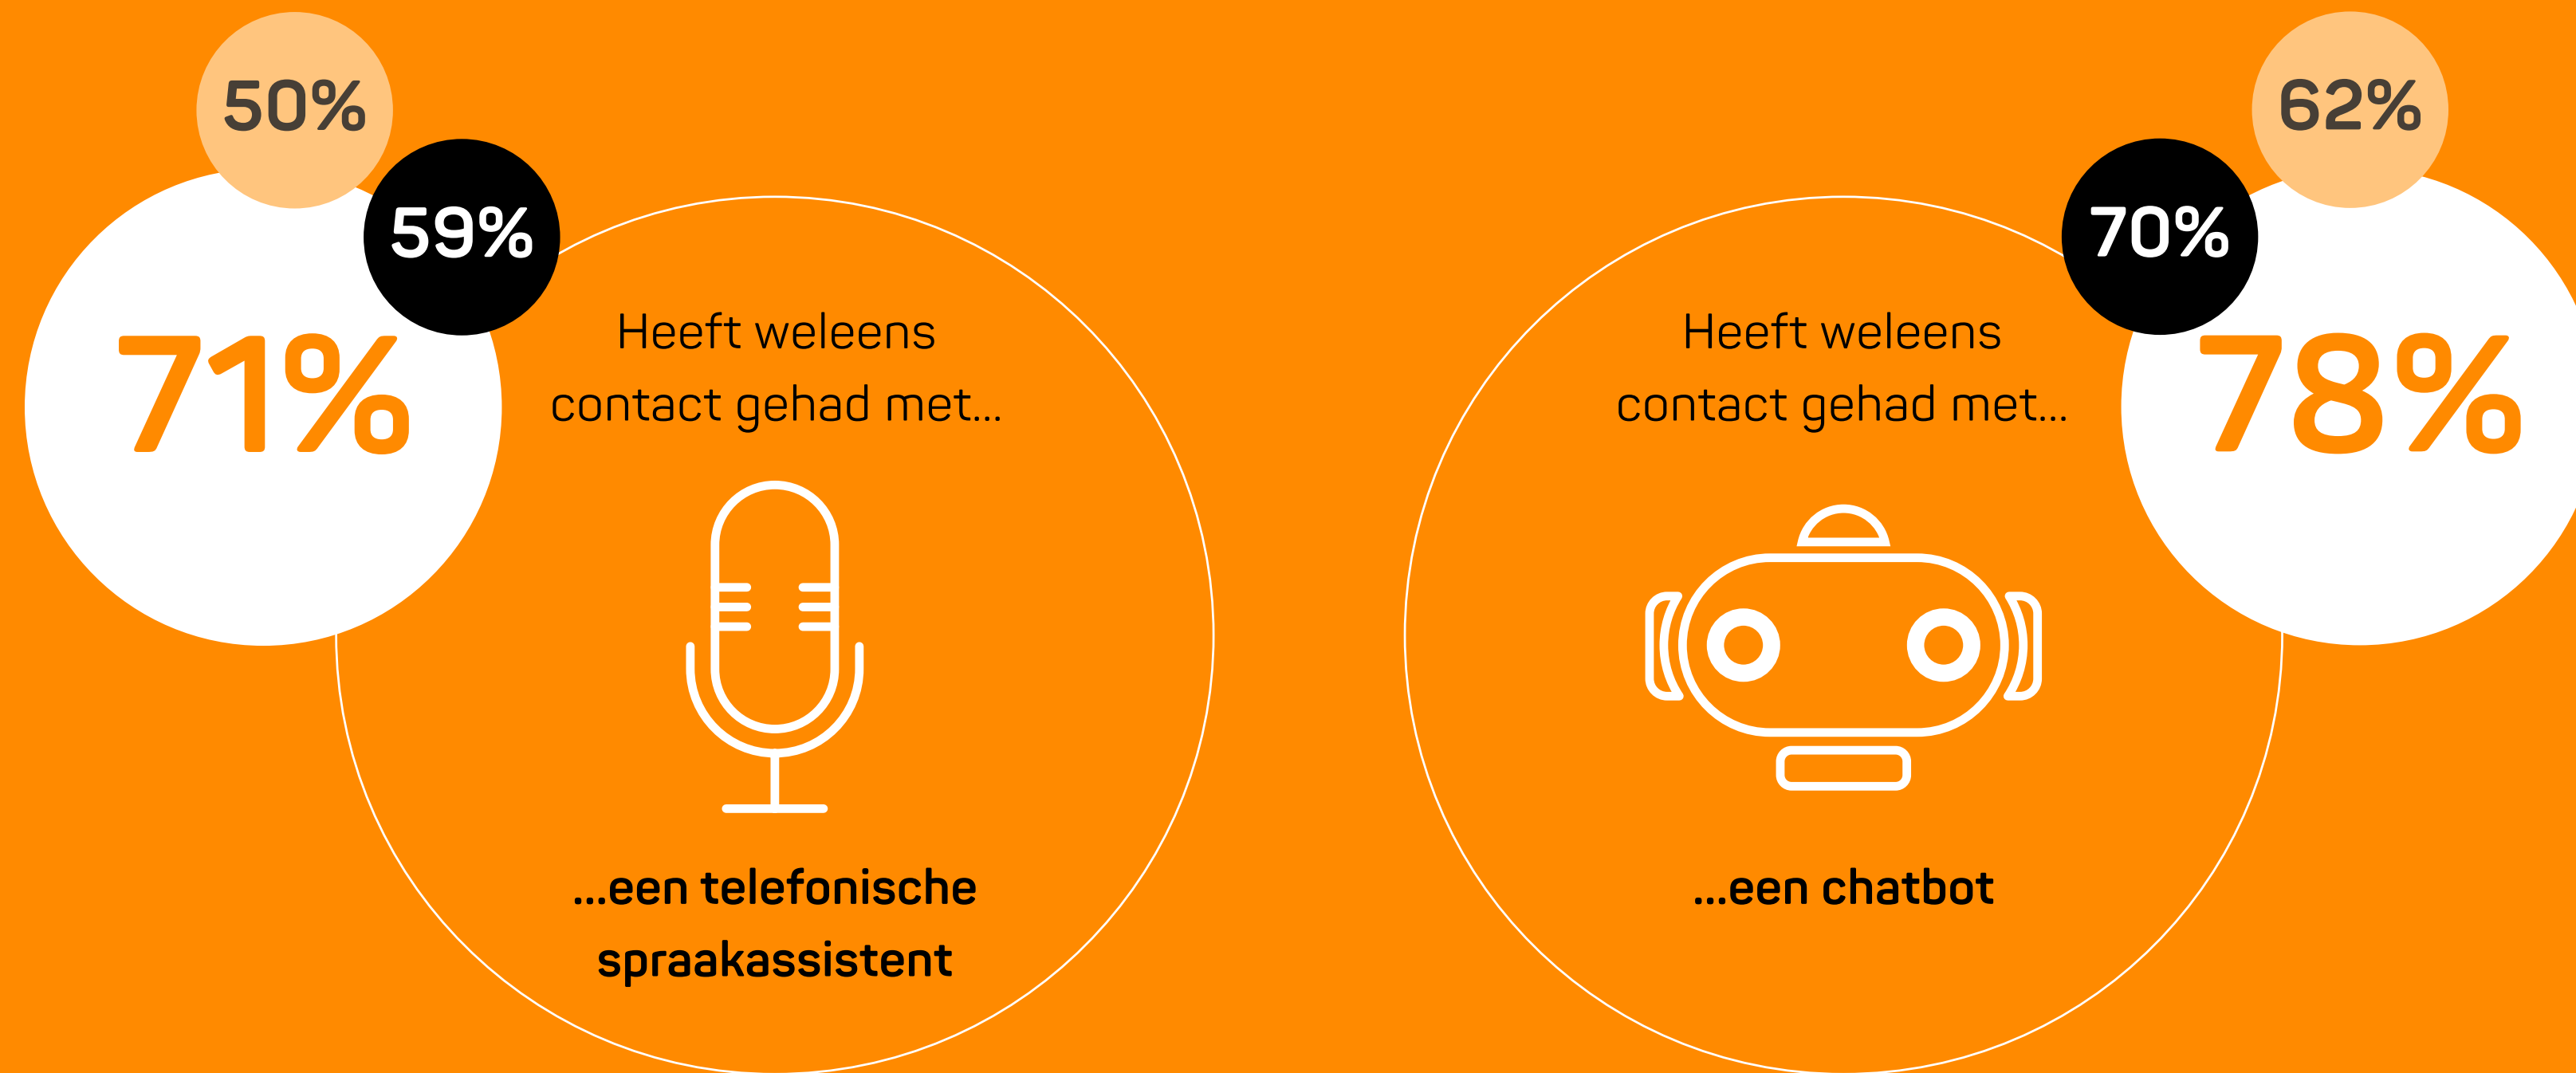 50%
59%
71%
Heeft weleens
contact gehad met...
...een telefonische
spraakassistent
62%
70%
78%
Heeft weleens
contact gehad met...
...een chatbot